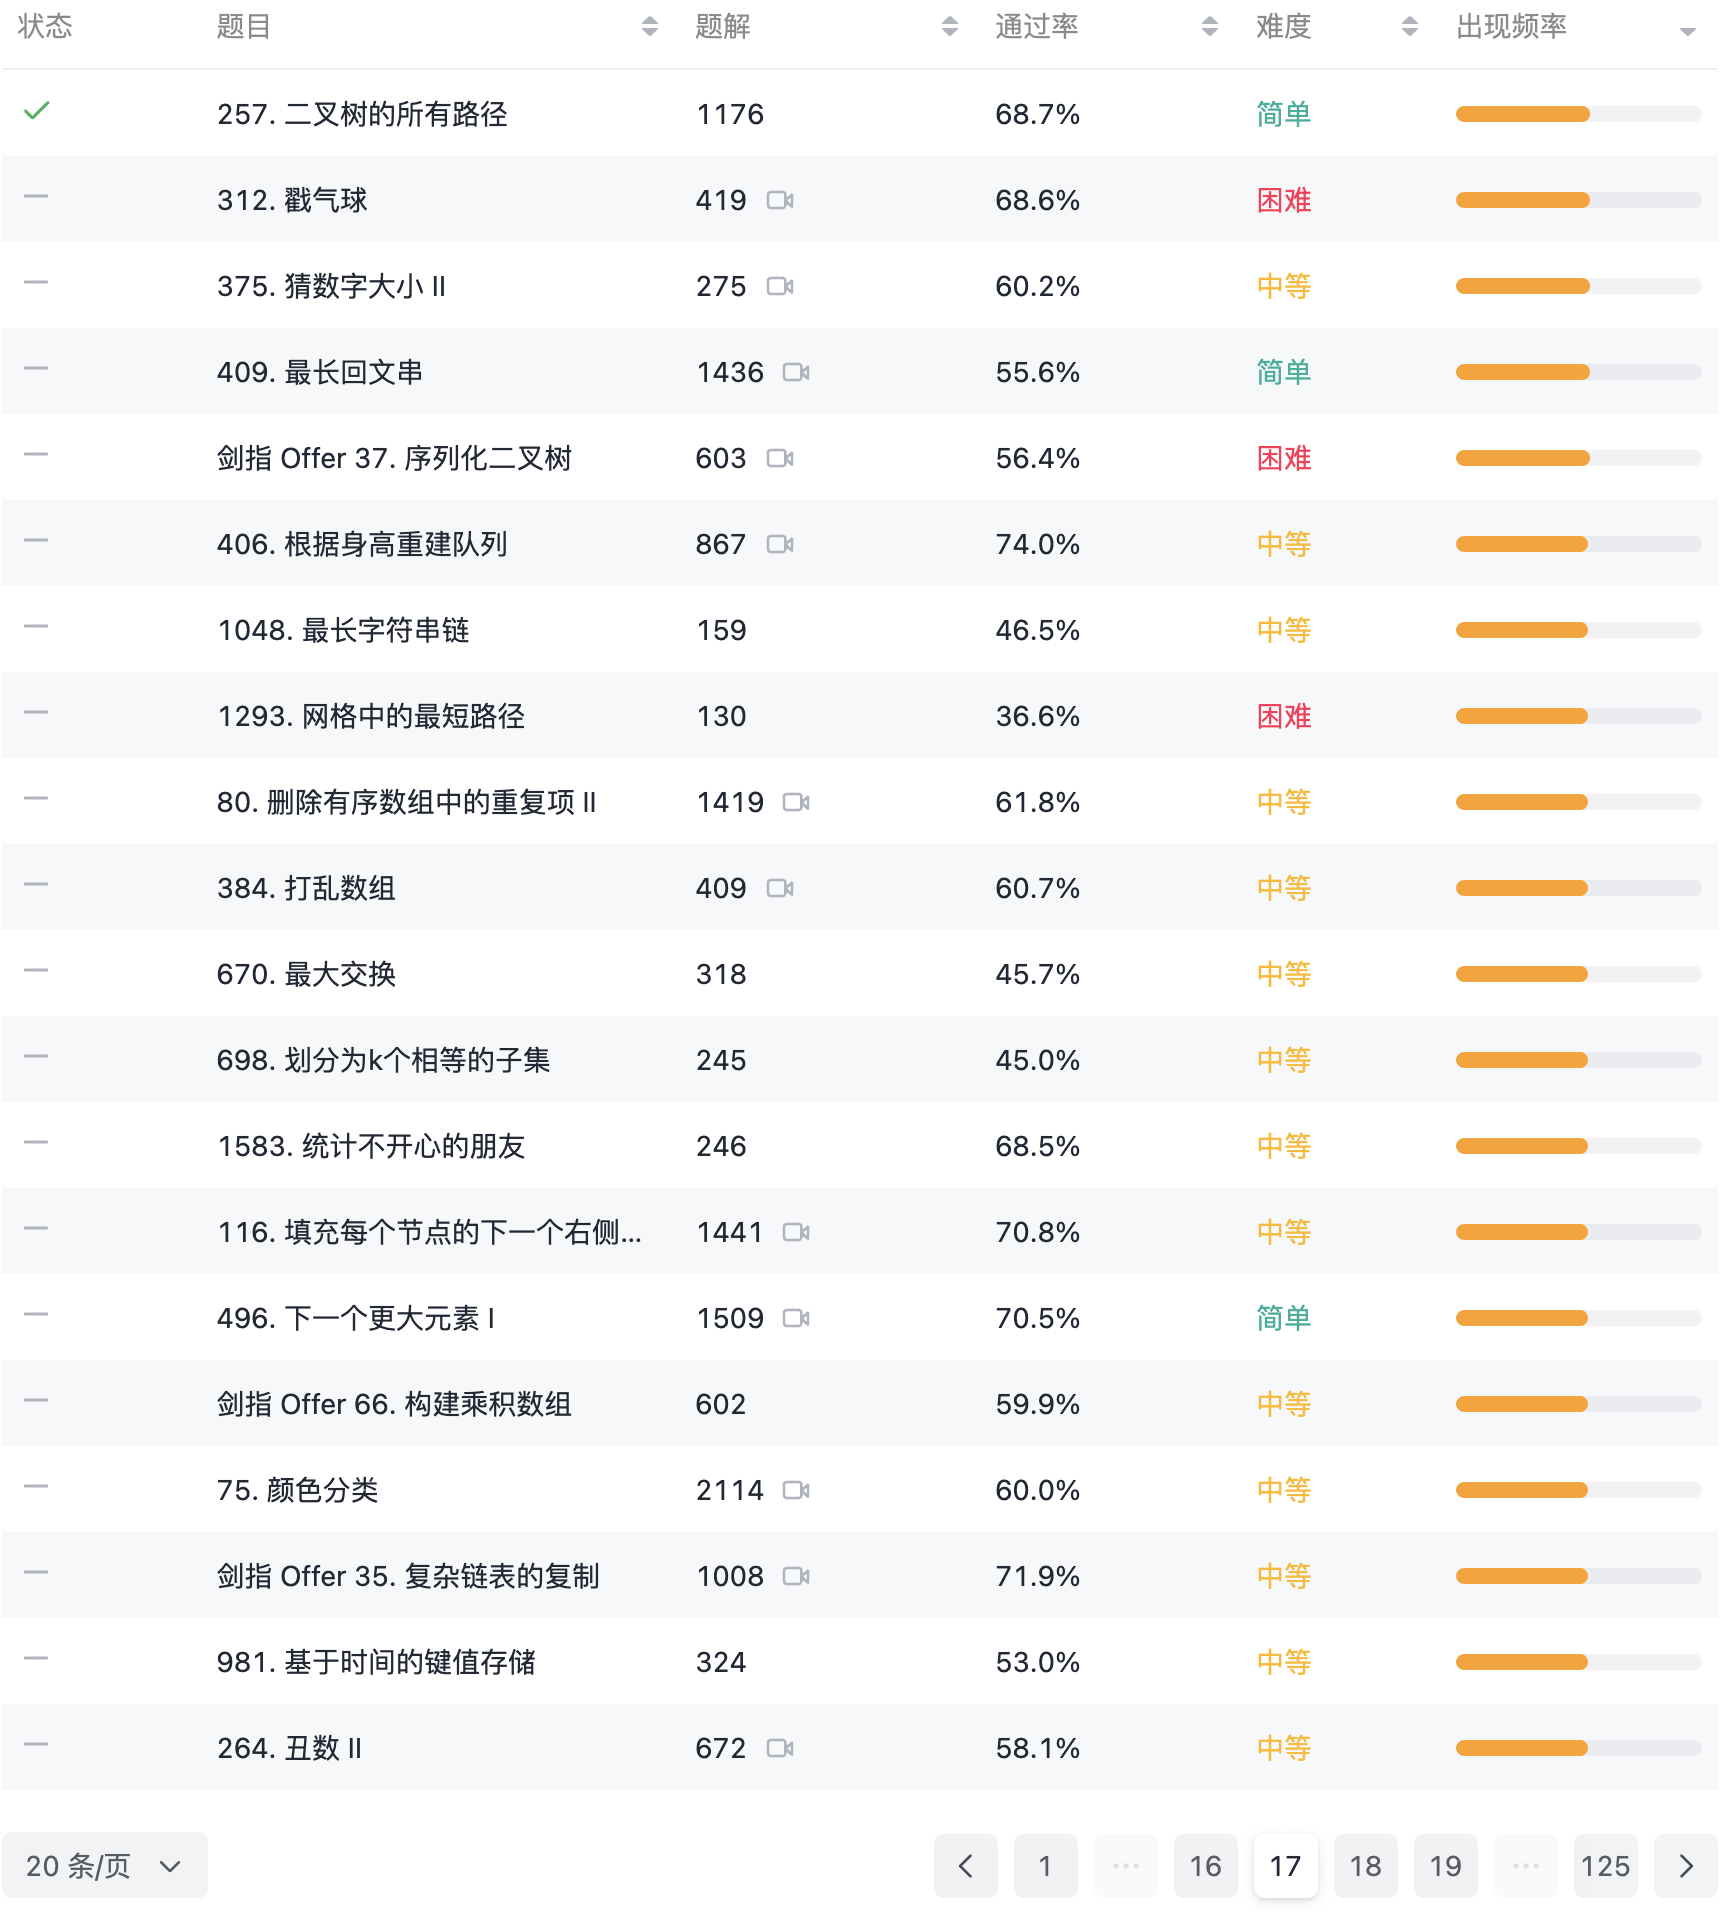 状态 题目 题解 通过率 难度 出现频率
257. 二叉树的所有路径 1176 68.7% 简单
312. 戳气球 419 68.6% 困难
375. 猜数字大小 II 275 60.2% 中等
409. 最长回文串 1436 55.6% 简单
剑指 Offer 37. 序列化二叉树 603 56.4% 困难
406. 根据身高重建队列 867 74.0% 中等
1048. 最长字符串链 159 46.5% 中等
1293. 网格中的最短路径 130 36.6% 困难
80. 删除有序数组中的重复项 II 1419 61.8% 中等
384. 打乱数组 409 60.7% 中等
670. 最大交换 318 45.7% 中等
698. 划分为k个相等的子集 245 45.0% 中等
1583. 统计不开心的朋友 246 68.5% 中等
116. 填充每个节点的下一个右侧... 1441 70.8% 中等
496. 下一个更大元素 I 1509 70.5% 简单
剑指 Offer 66. 构建乘积数组 602 59.9% 中等
75. 颜色分类 2114 60.0% 中等
剑指 Offer 35. 复杂链表的复制 1008 71.9% 中等
981. 基于时间的键值存储 324 53.0% 中等
264. 丑数 II 672 58.1% 中等
20 条/页 1 ... 16 17 18 19 ... 125